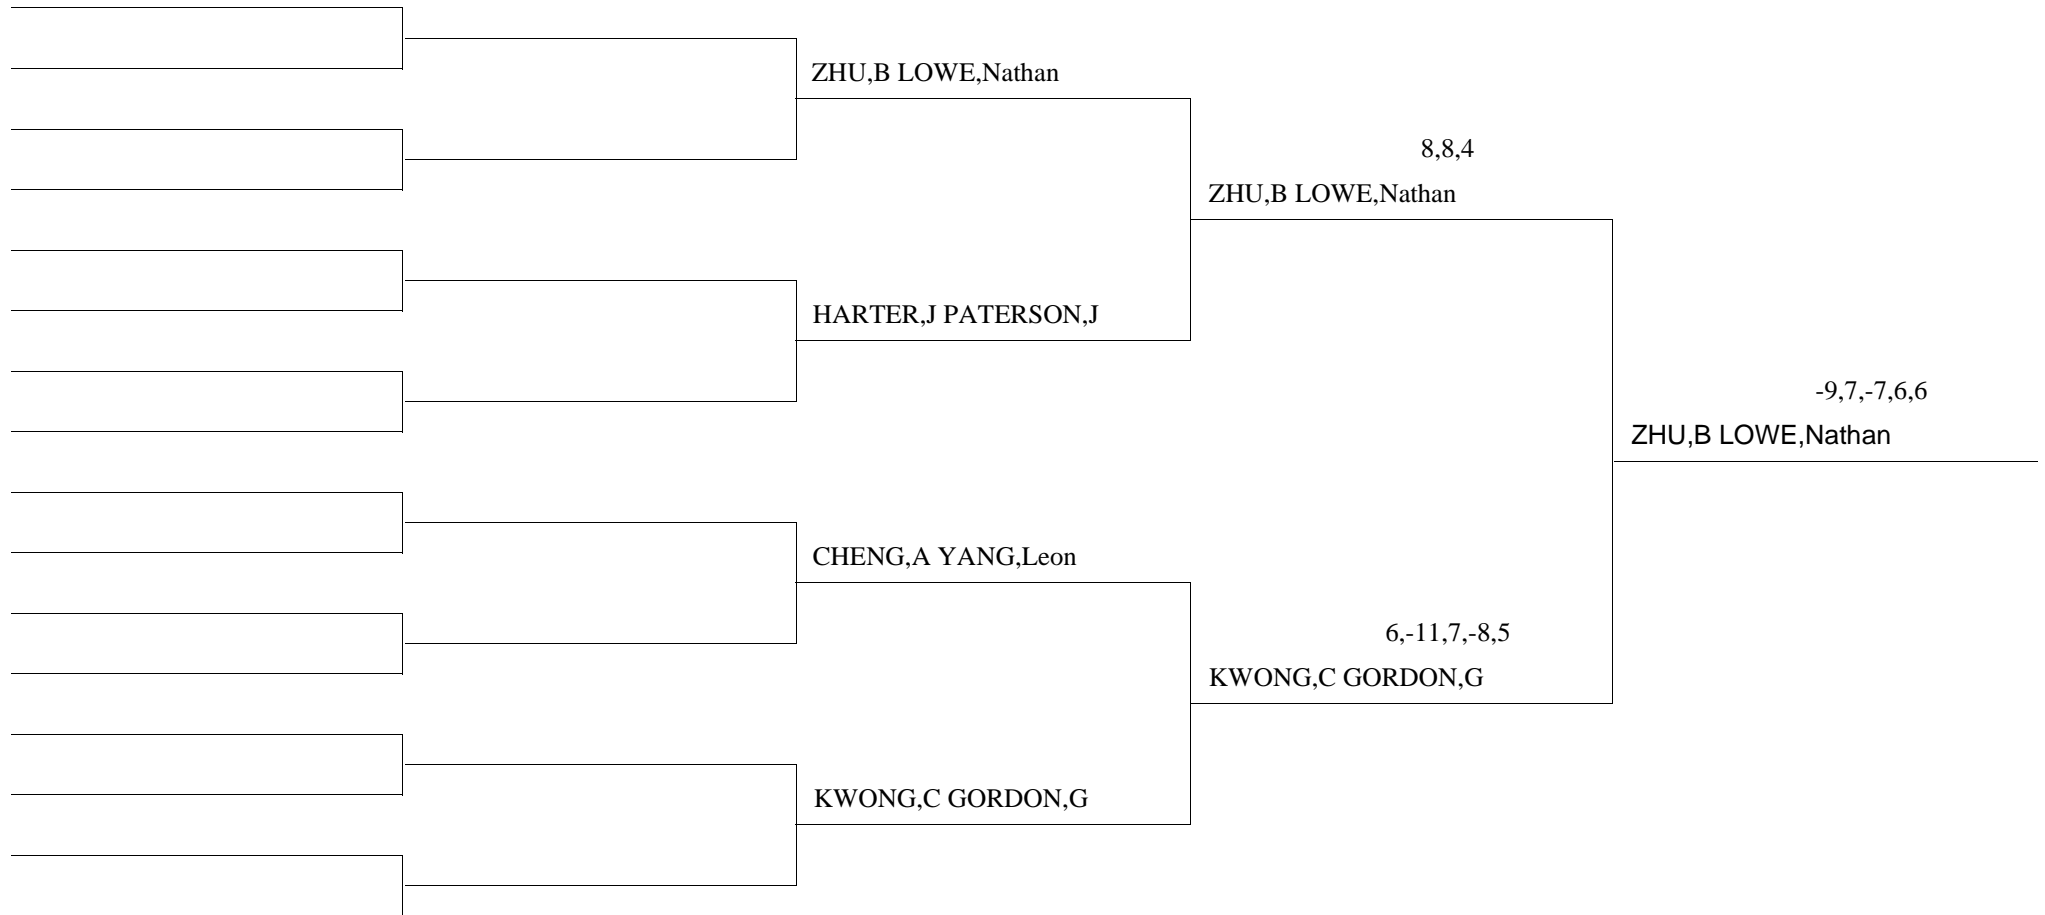 ZHU,B LOWE,Nathan
8,8,4
ZHU,B LOWE,Nathan
HARTER,J PATERSON,J
-9,7,-7,6,6
ZHU,B LOWE,Nathan
CHENG,A YANG,Leon
6,-11,7,-8,5
KWONG,C GORDON,G
KWONG,C GORDON,G